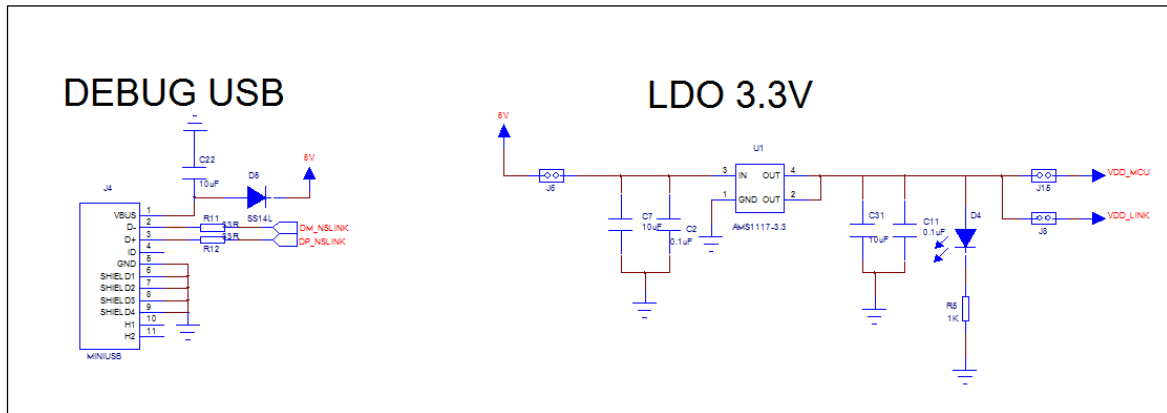 DEBUG USB
LDO 3.3V
C22
10uF
J4
D5
5V
SS14L
VBUS 1
D- 2
D+ 3
ID 4
GND 5
SHIELD1 6
SHIELD2 7
SHIELD3 8
SHIELD4 9
H1 10
H2 11
MINIUSB
R11
33R
R12
DM_NSLINK
DP_NSLINK
5V
J6
C7
10uF
C2
0.1uF
U1
3 IN OUT 4
1 GND OUT 2
AMS1117-3.3
C31
10uF
C11
0.1uF
D4
R5
1K
J15
VDD_MCU
J8
VDD_LINK